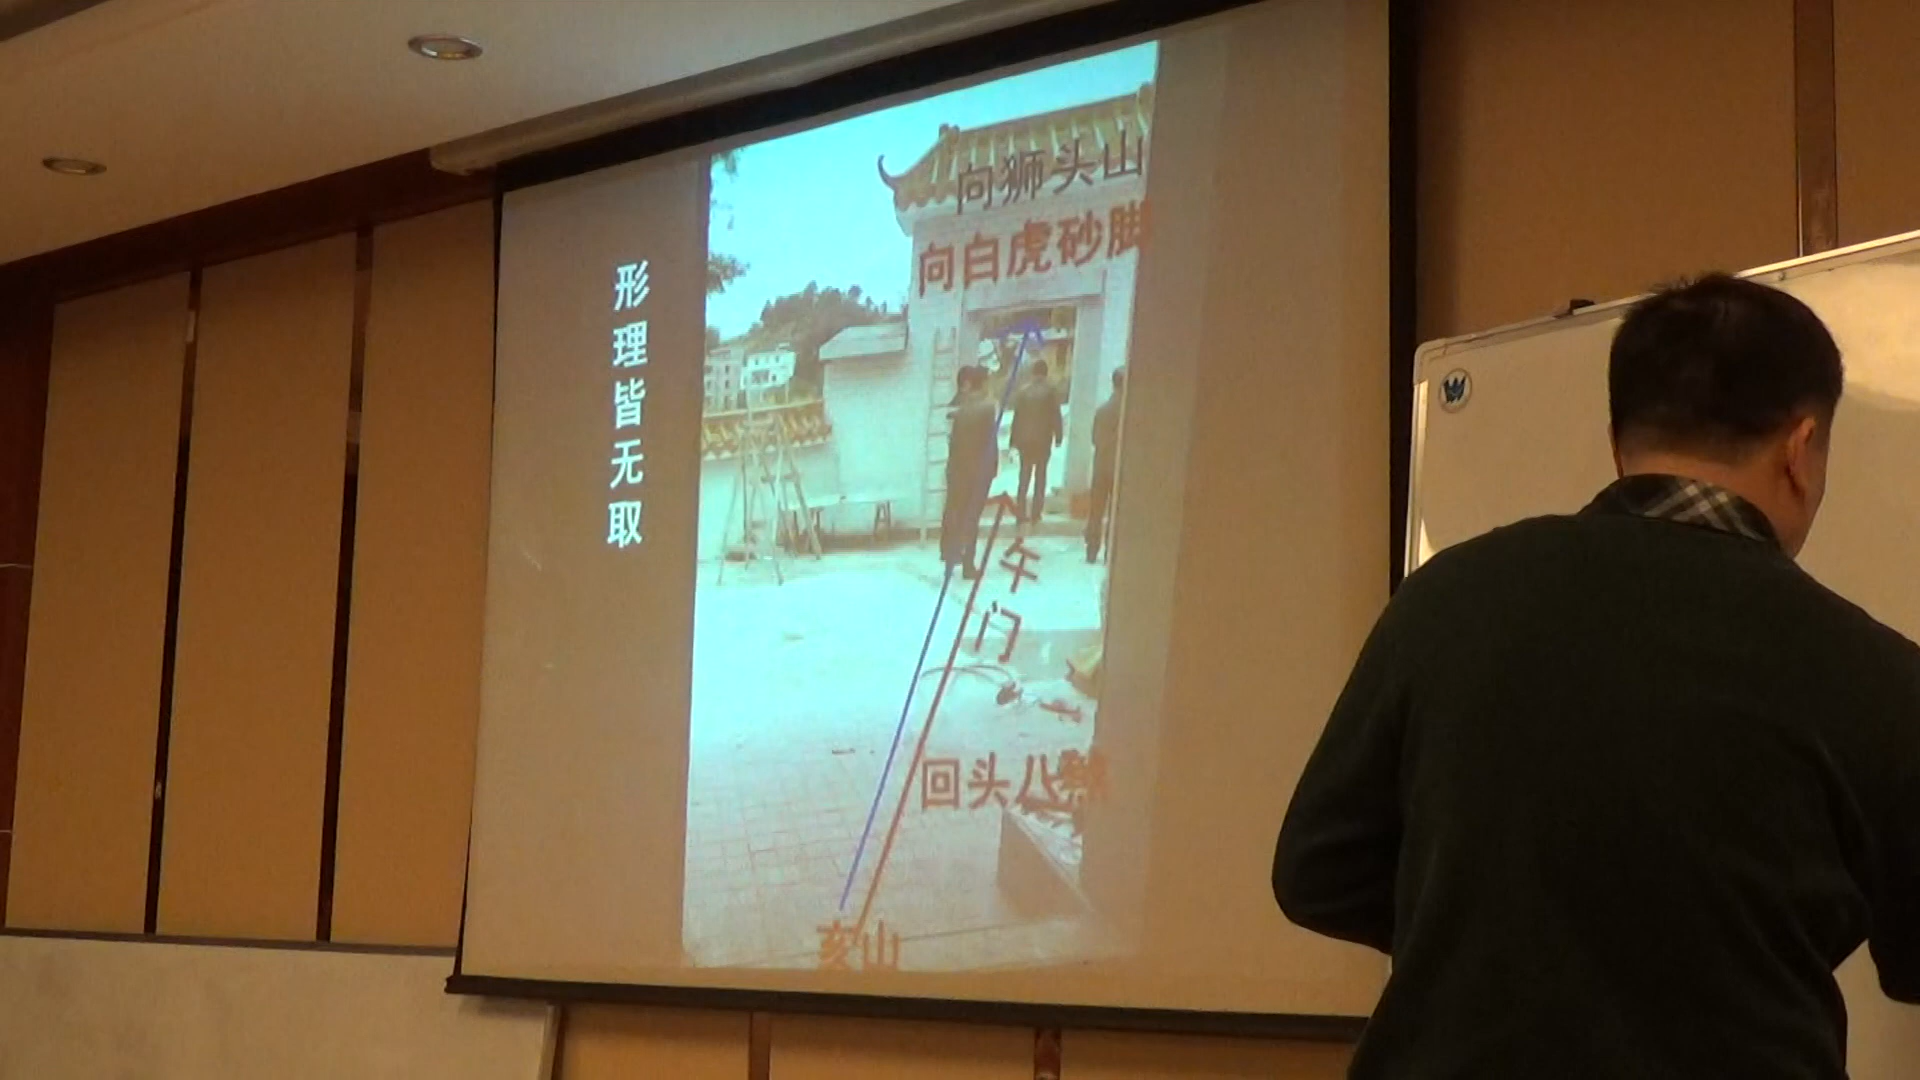 形理皆无取
向狮头山
向白虎砂脚
午门
回头八煞
亥山